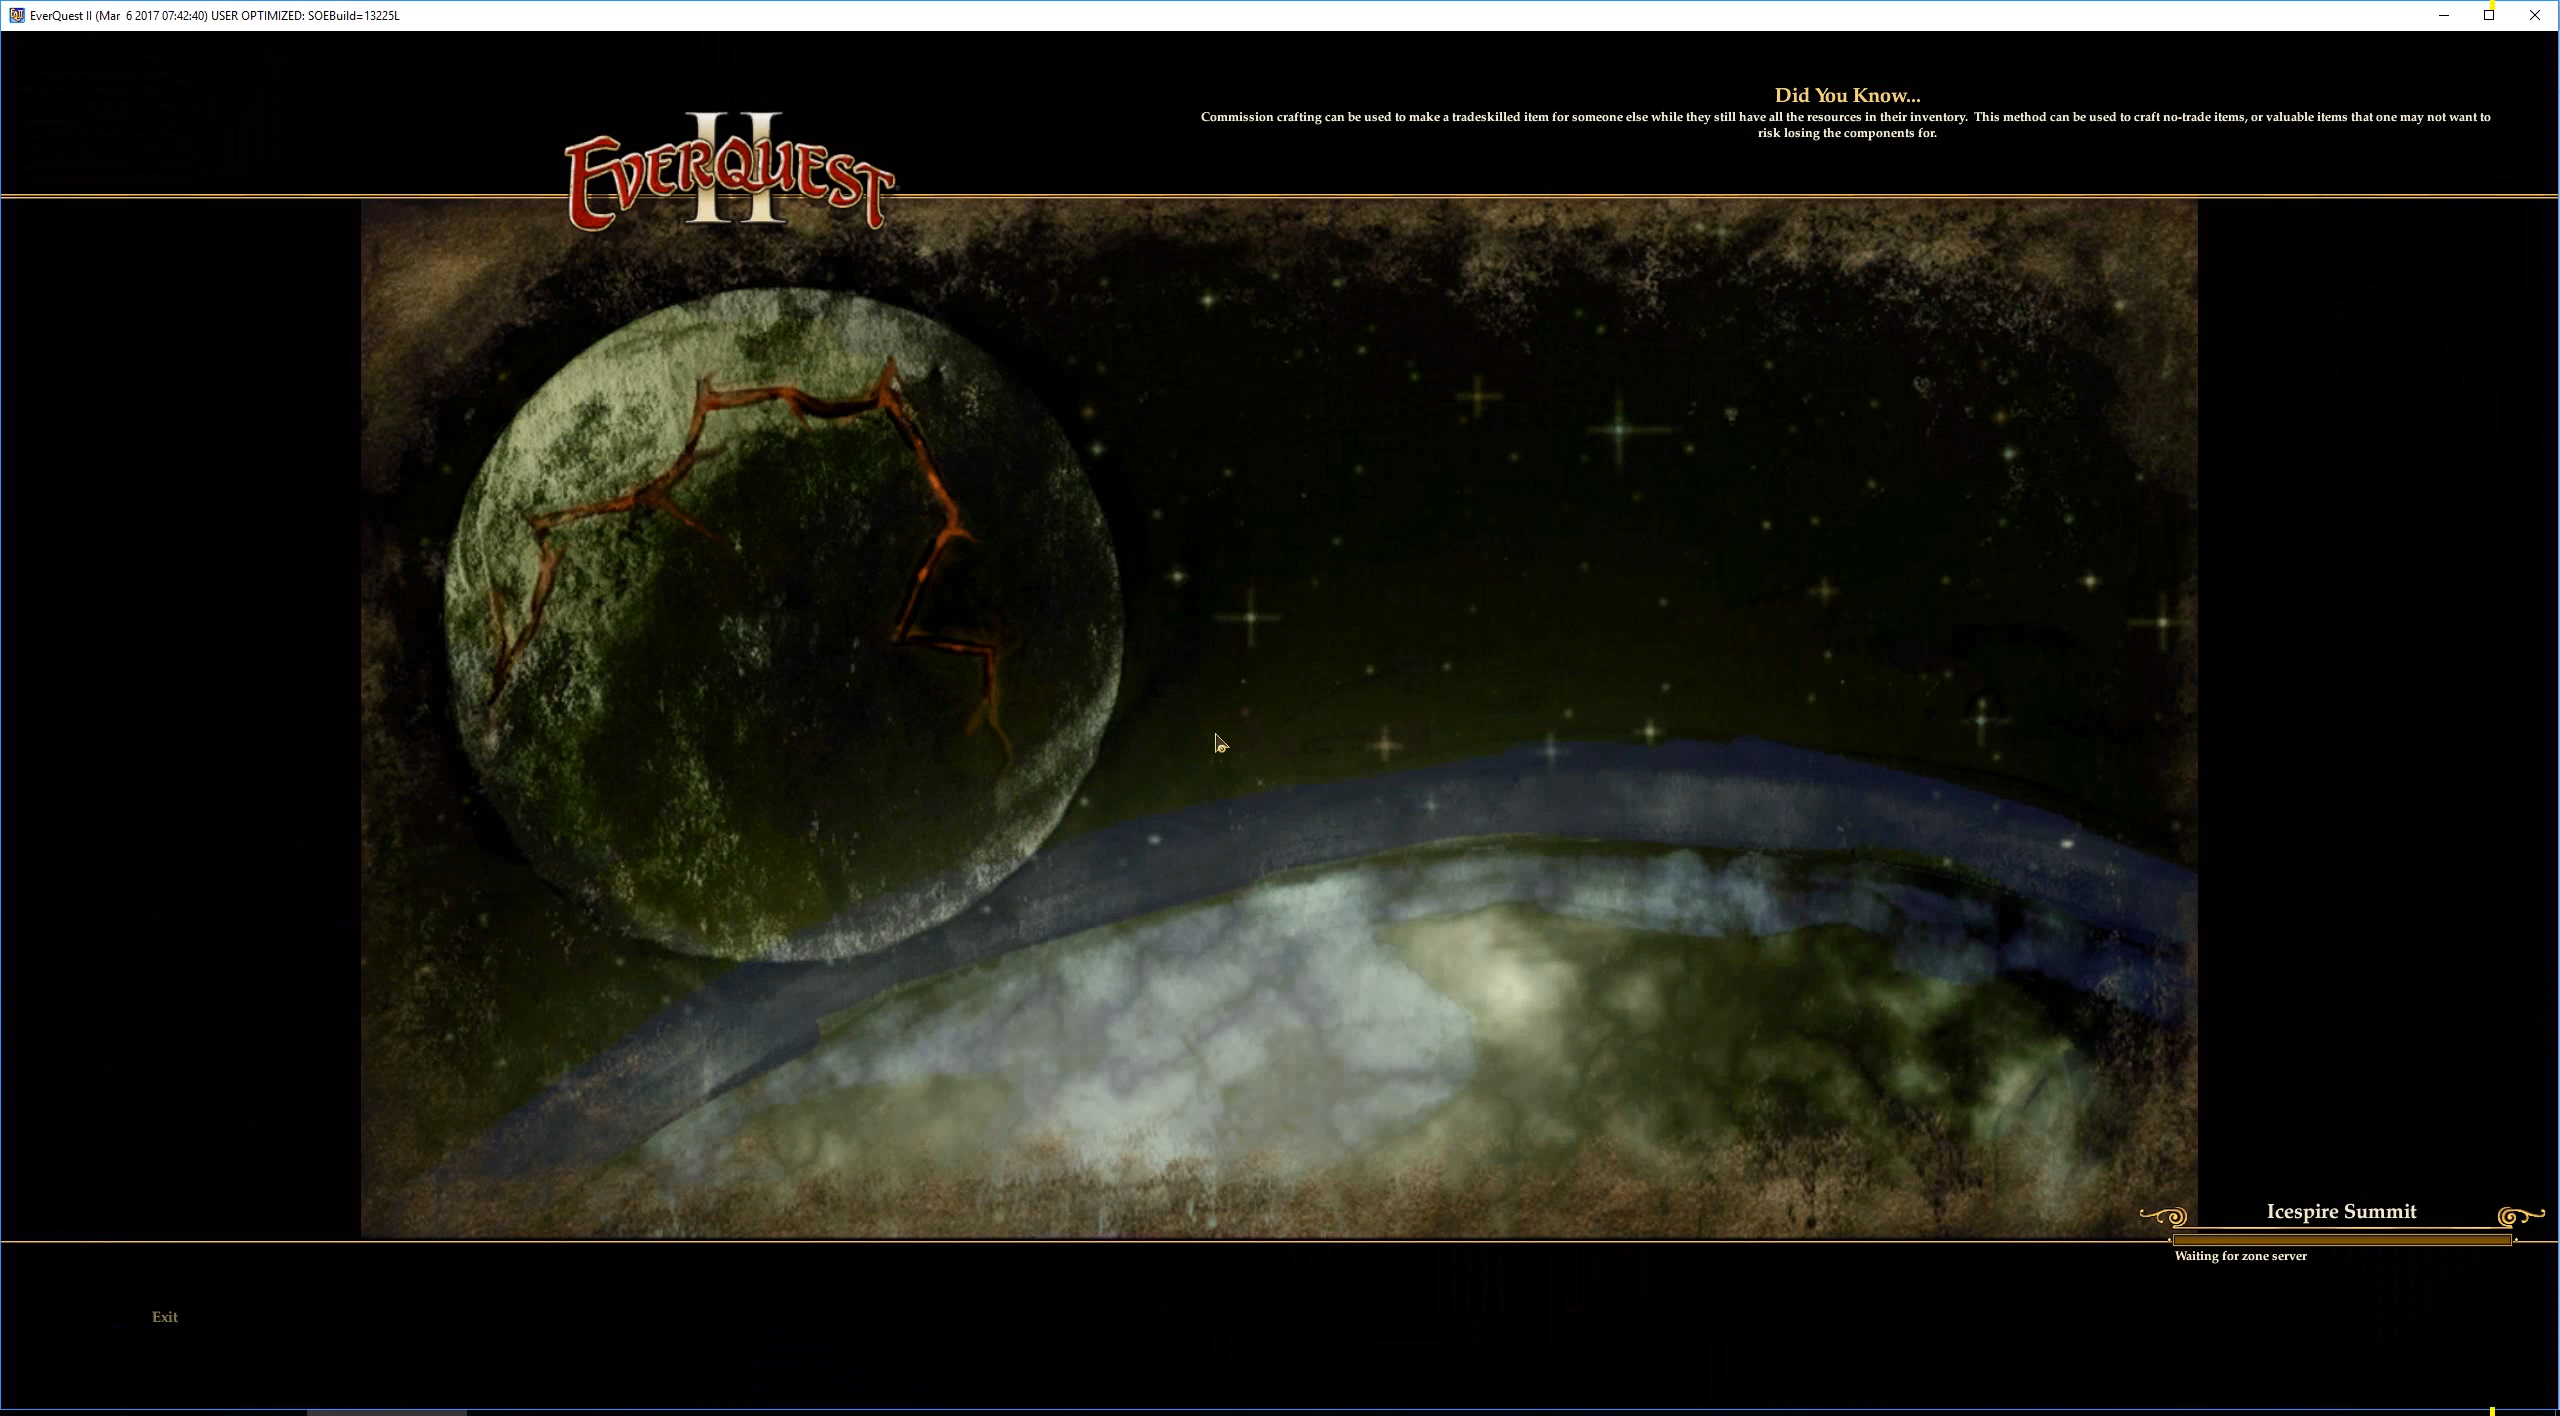 EverQuest II (Mar  6 2017 07:42:40) USER OPTIMIZED: SOEBuild=13225L
Did You Know...
Commission crafting can be used to make a tradeskilled item for someone else while they still have all the resources in their inventory.  This method can be used to craft no-trade items, or valuable items that one may not want to
risk losing the components for.
EVERQUEST II
Icespire Summit
Waiting for zone server
Exit